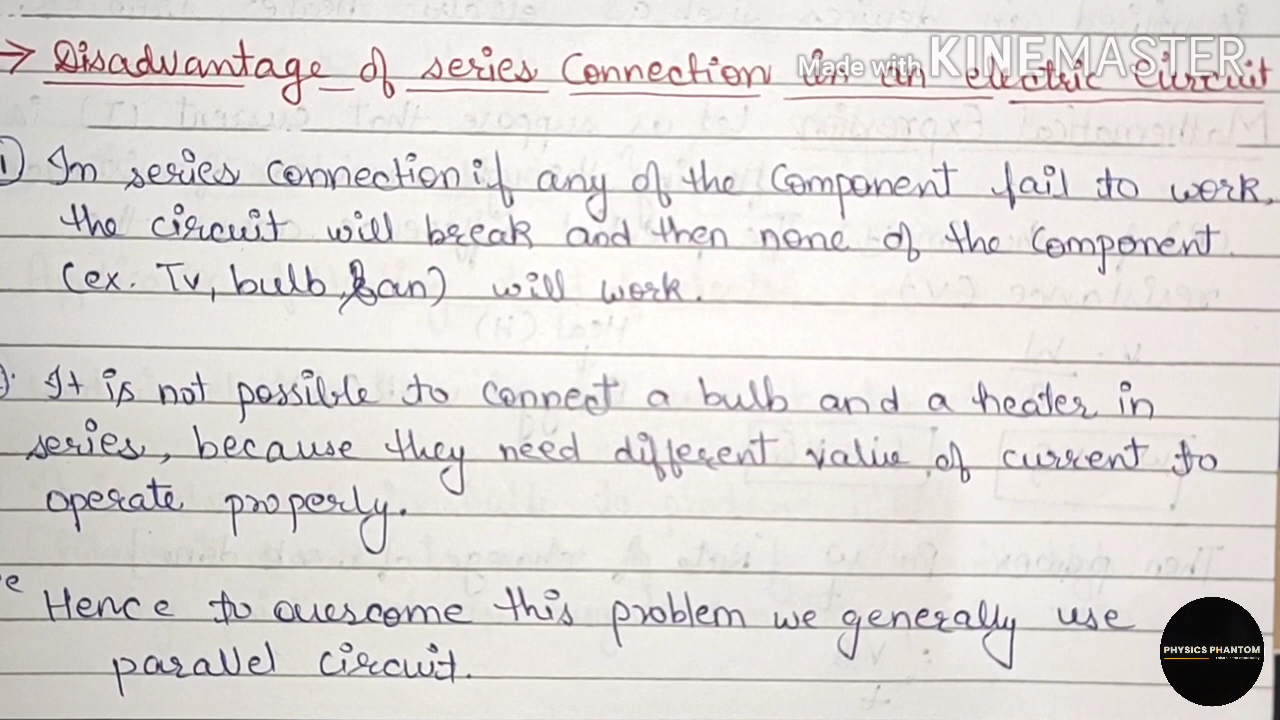 → Disadvantage of series Connection in an electric Circuit
Made with KINEMASTER
1) In series connection if any of the Component fail to work,
the circuit will break and then none of the Component
(ex. Tv, bulb, fan) will work.
It is not possible to connect a bulb and a heater in
series, because they need different value of current to
operate properly.
Hence to overcome this problem we generally use
parallel circuit.
PHYSICS PHANTOM